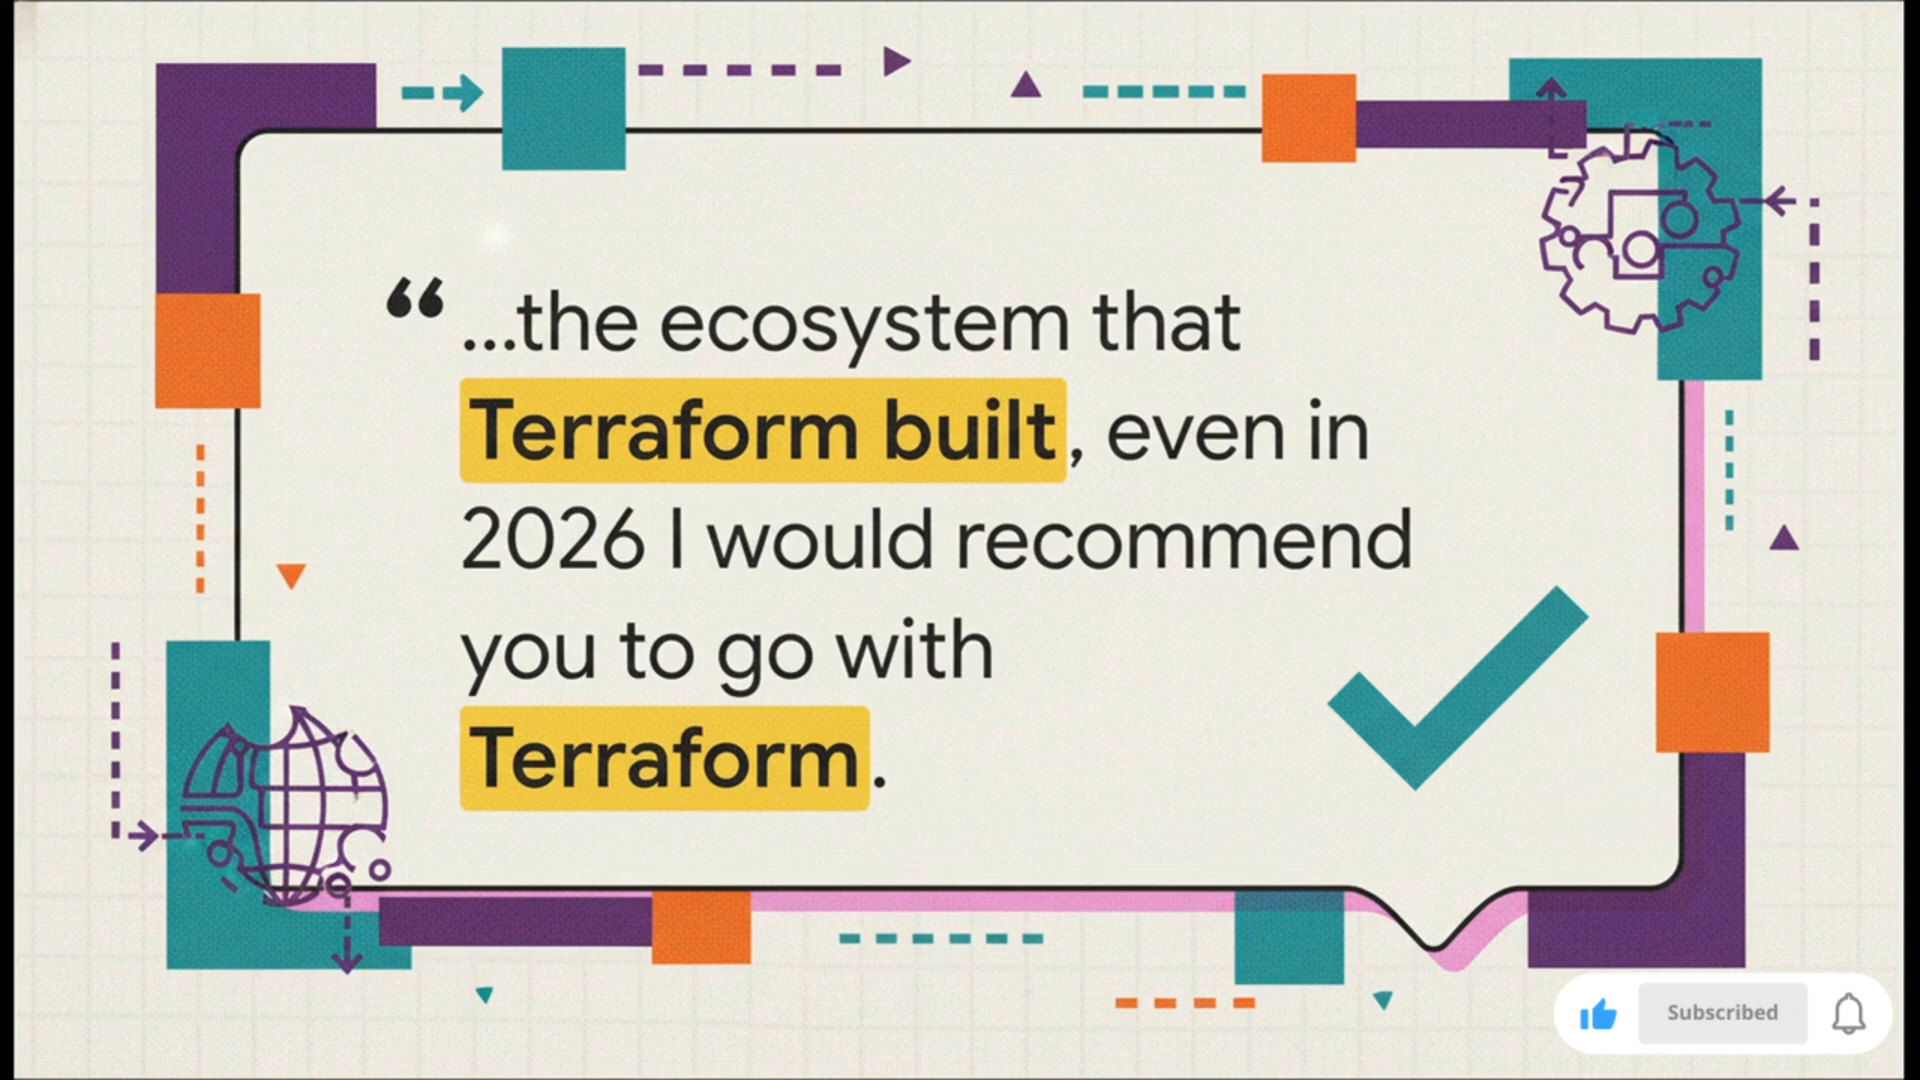 “...the ecosystem that
Terraform built, even in
2026 I would recommend
you to go with
Terraform.
Subscribed